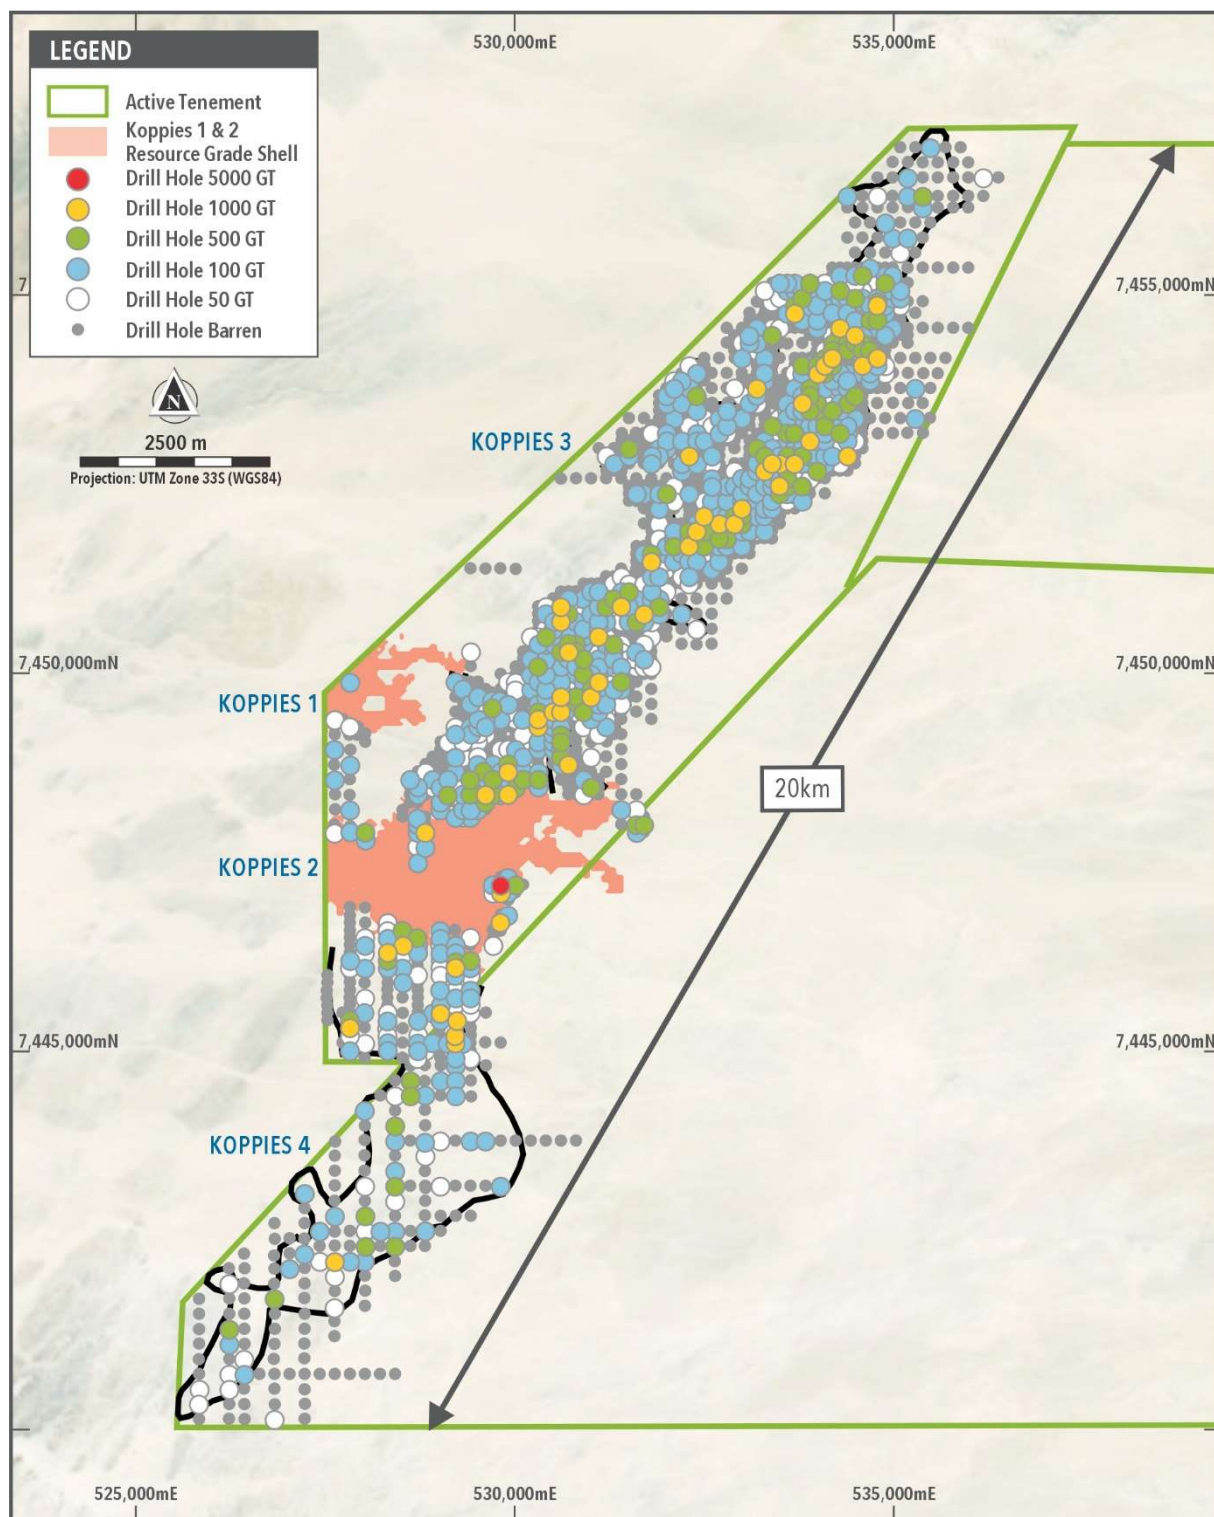 530,000mE
535,000mE
LEGEND
Active Tenement
Koppies 1 & 2
Resource Grade Shell
Drill Hole 5000 GT
Drill Hole 1000 GT
Drill Hole 500 GT
Drill Hole 100 GT
Drill Hole 50 GT
Drill Hole Barren
7
7,455,000mN
N
2500 m
Projection: UTM Zone 33S (WGS84)
KOPPIES 3
7,450,000mN
7,450,000mN
KOPPIES 1
20km
KOPPIES 2
7,445,000mN
7,445,000mN
KOPPIES 4
525,000mE
530,000mE
535,000mE